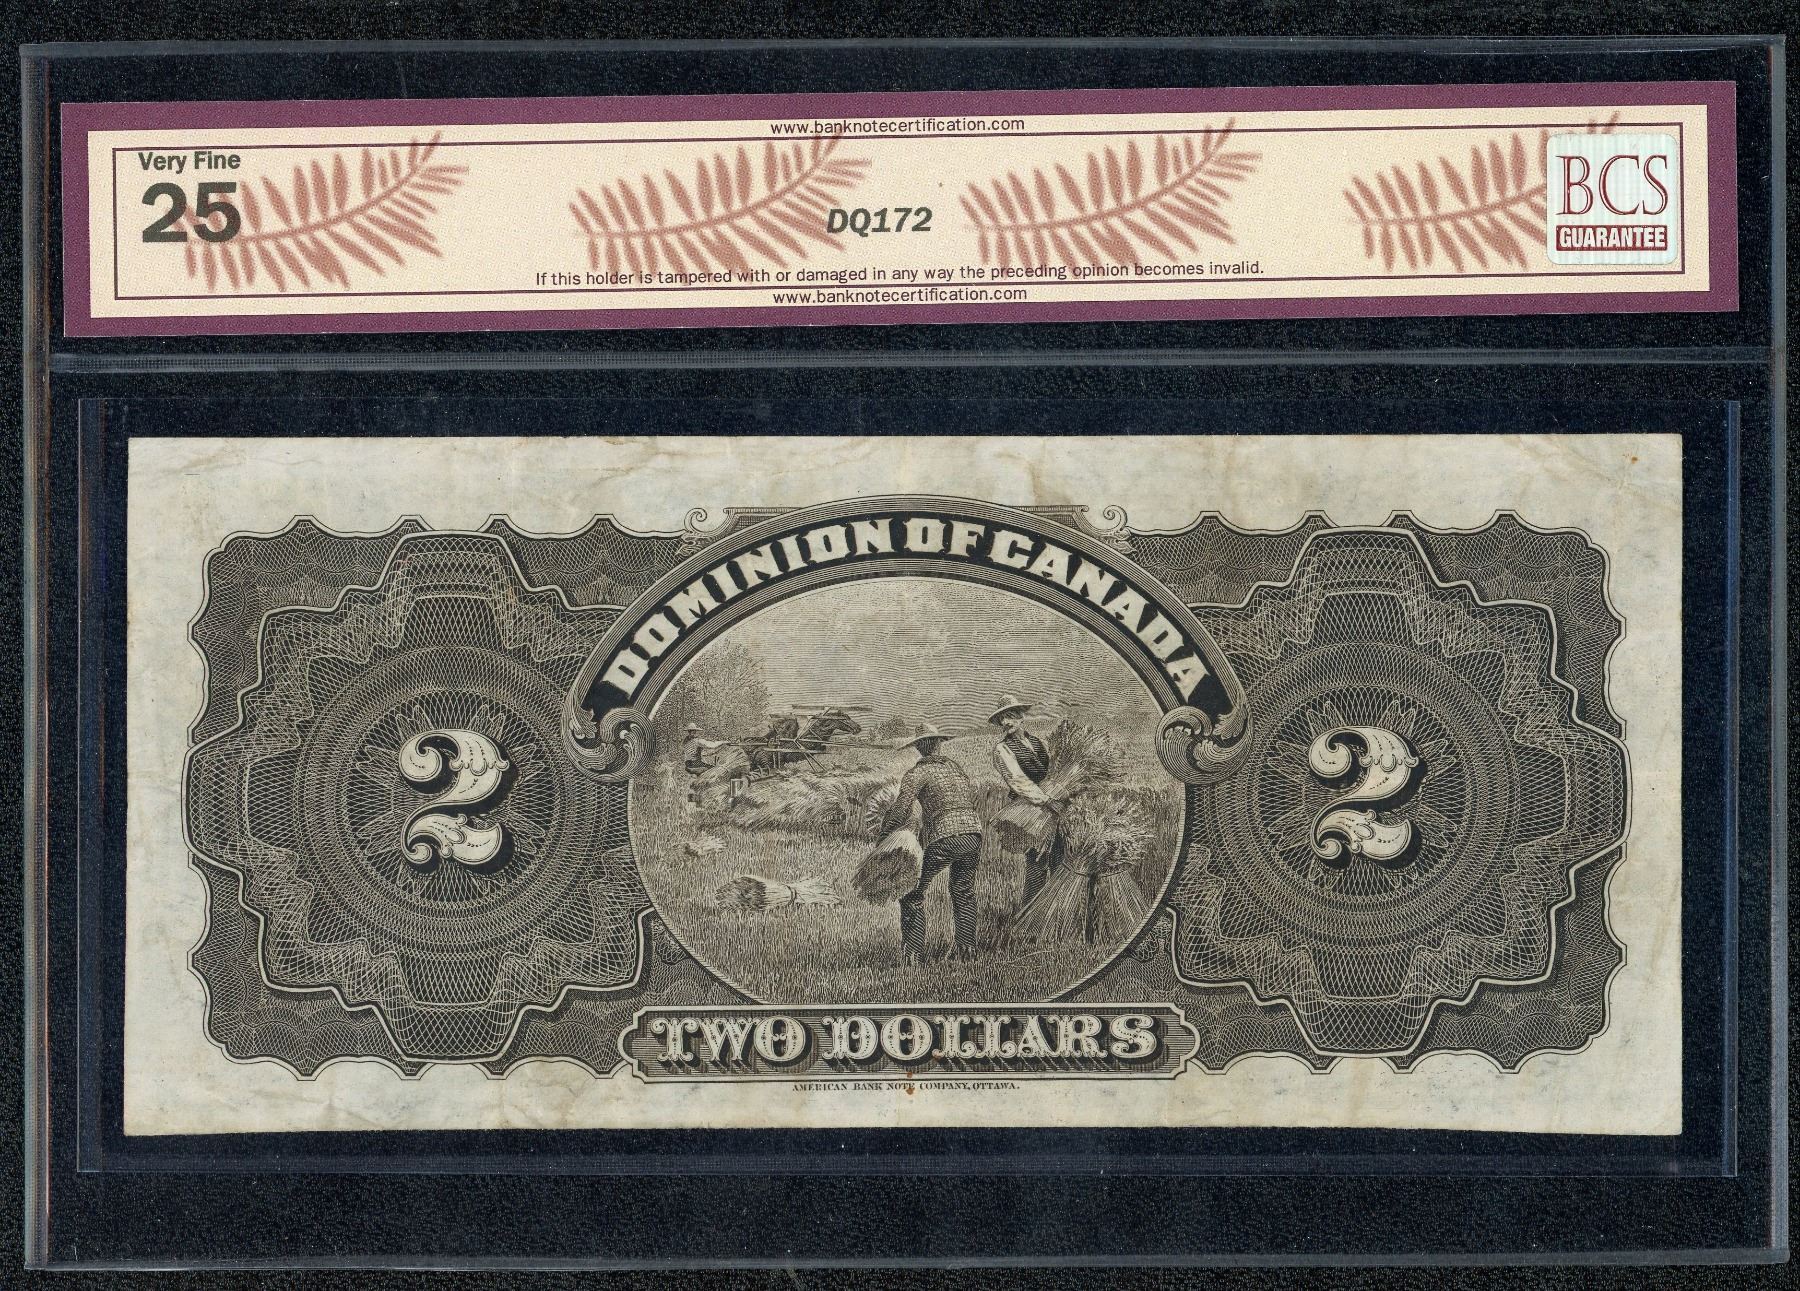 www.banknotecertification.com
Very Fine
25
DQ172
BCS
GUARANTEE
If this holder is tampered with or damaged in any way the preceding opinion becomes invalid.
www.banknotecertification.com
DOMINION OF CANADA
2
2
TWO DOLLARS
AMERICAN BANK NOTE COMPANY, OTTAWA.